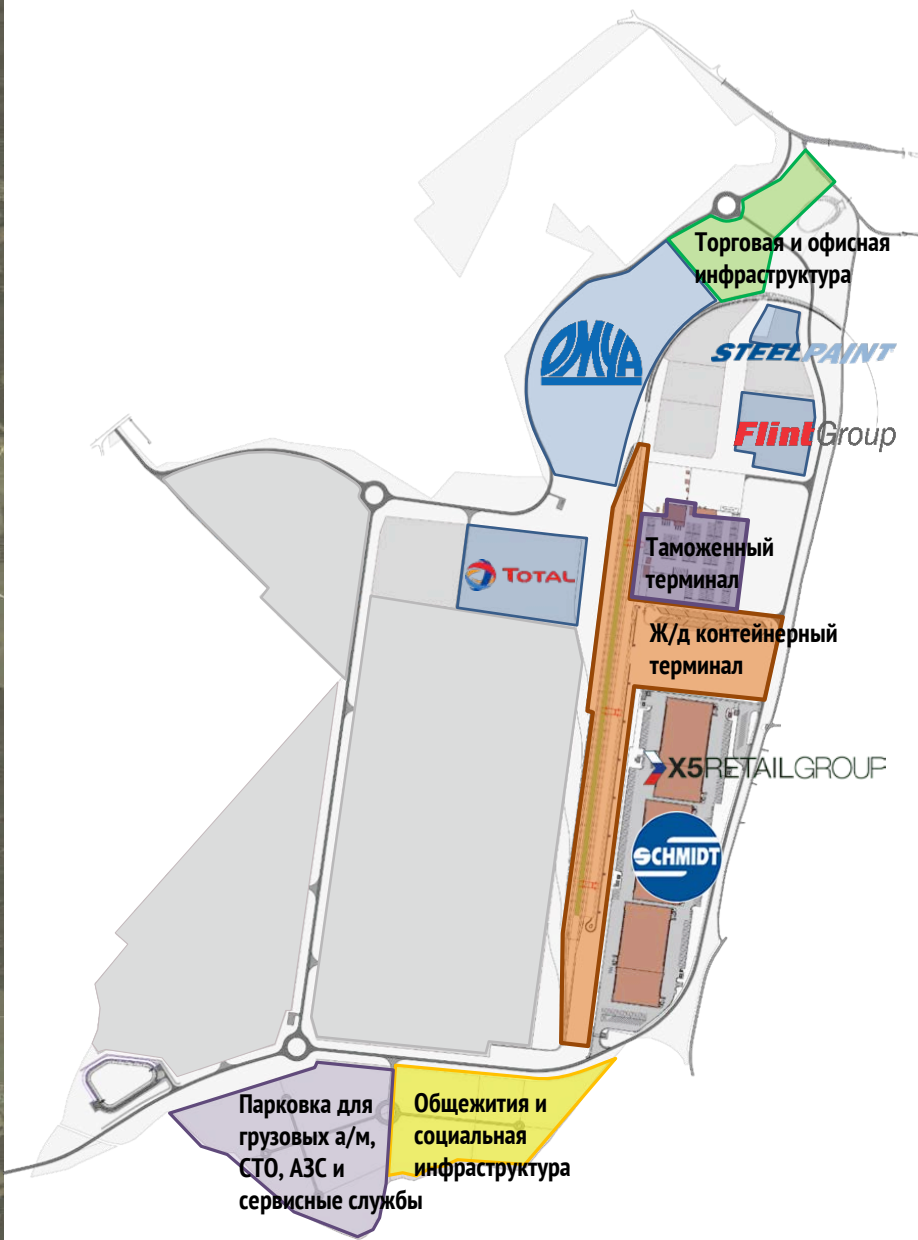 Торговая и офисная
инфраструктура
OMYA
STEELPAINT
FlintGroup
Таможенный
терминал
TOTAL
Ж/д контейнерный
терминал
X5RETAILGROUP
SCHMIDT
Парковка для
грузовых а/м,
СТО, АЗС и
сервисные службы
Общежития и
социальная
инфраструктура